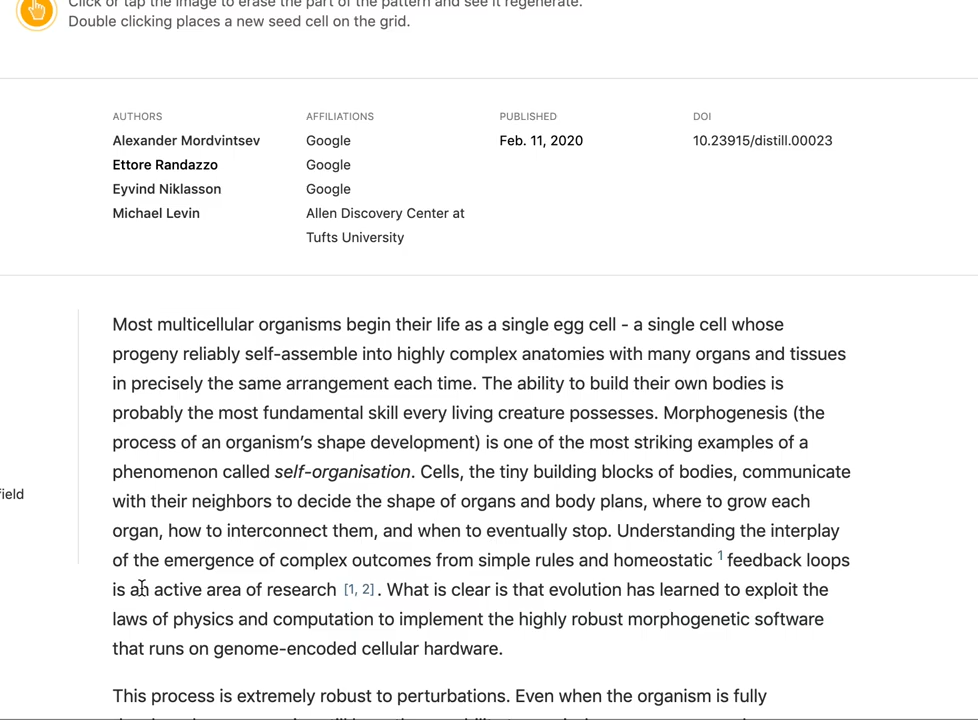 Click or tap the image to erase the part of the pattern and see it regenerate.
Double clicking places a new seed cell on the grid.
AUTHORS
Alexander Mordvintsev
Ettore Randazzo
Eyvind Niklasson
Michael Levin
AFFILIATIONS
Google
Google
Google
Allen Discovery Center at
Tufts University
PUBLISHED
Feb. 11, 2020
DOI
10.23915/distill.00023
Most multicellular organisms begin their life as a single egg cell - a single cell whose
progeny reliably self-assemble into highly complex anatomies with many organs and tissues
in precisely the same arrangement each time. The ability to build their own bodies is
probably the most fundamental skill every living creature possesses. Morphogenesis (the
process of an organism’s shape development) is one of the most striking examples of a
phenomenon called self-organisation. Cells, the tiny building blocks of bodies, communicate
with their neighbors to decide the shape of organs and body plans, where to grow each
organ, how to interconnect them, and when to eventually stop. Understanding the interplay
of the emergence of complex outcomes from simple rules and homeostatic 1 feedback loops
is an active area of research [1, 2]. What is clear is that evolution has learned to exploit the
laws of physics and computation to implement the highly robust morphogenetic software
that runs on genome-encoded cellular hardware.
This process is extremely robust to perturbations. Even when the organism is fully